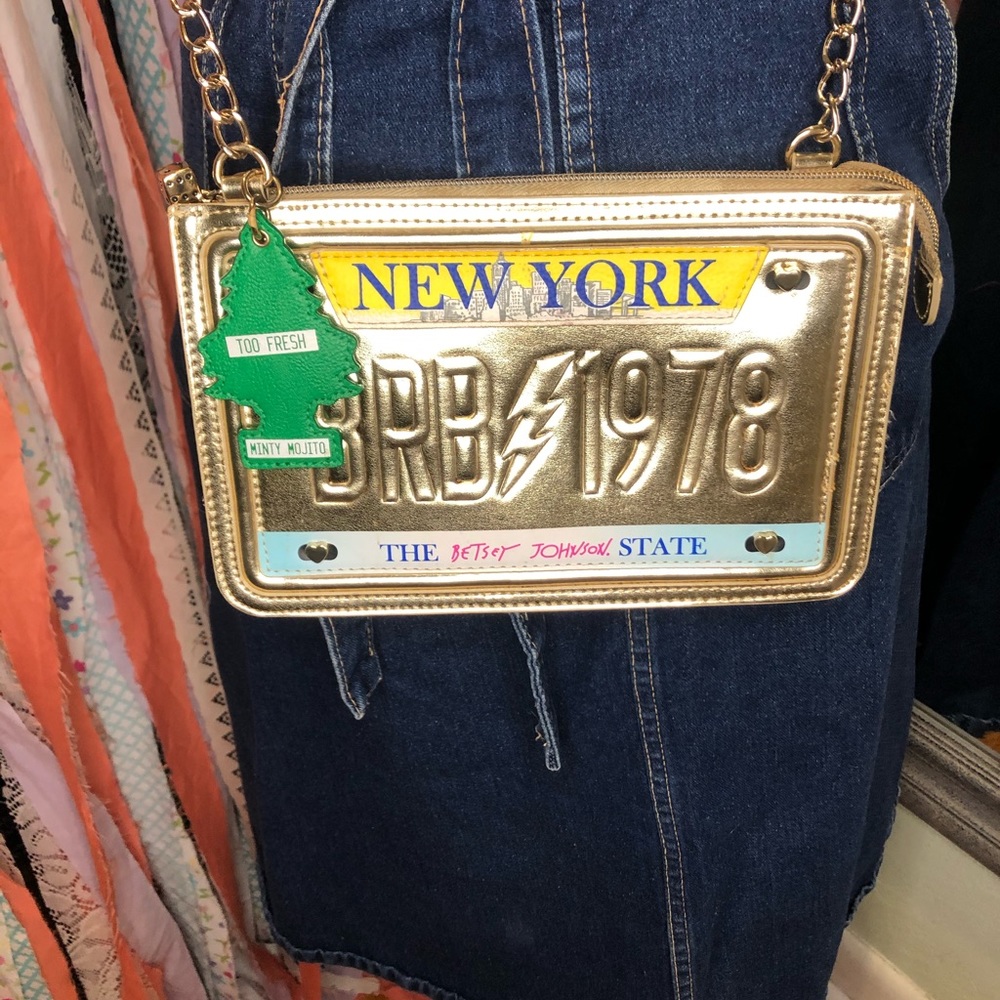 NEW YORK
TOO FRESH
BRB 1978
MINTY MOJITO
THE BETSEY JOHNSON. STATE